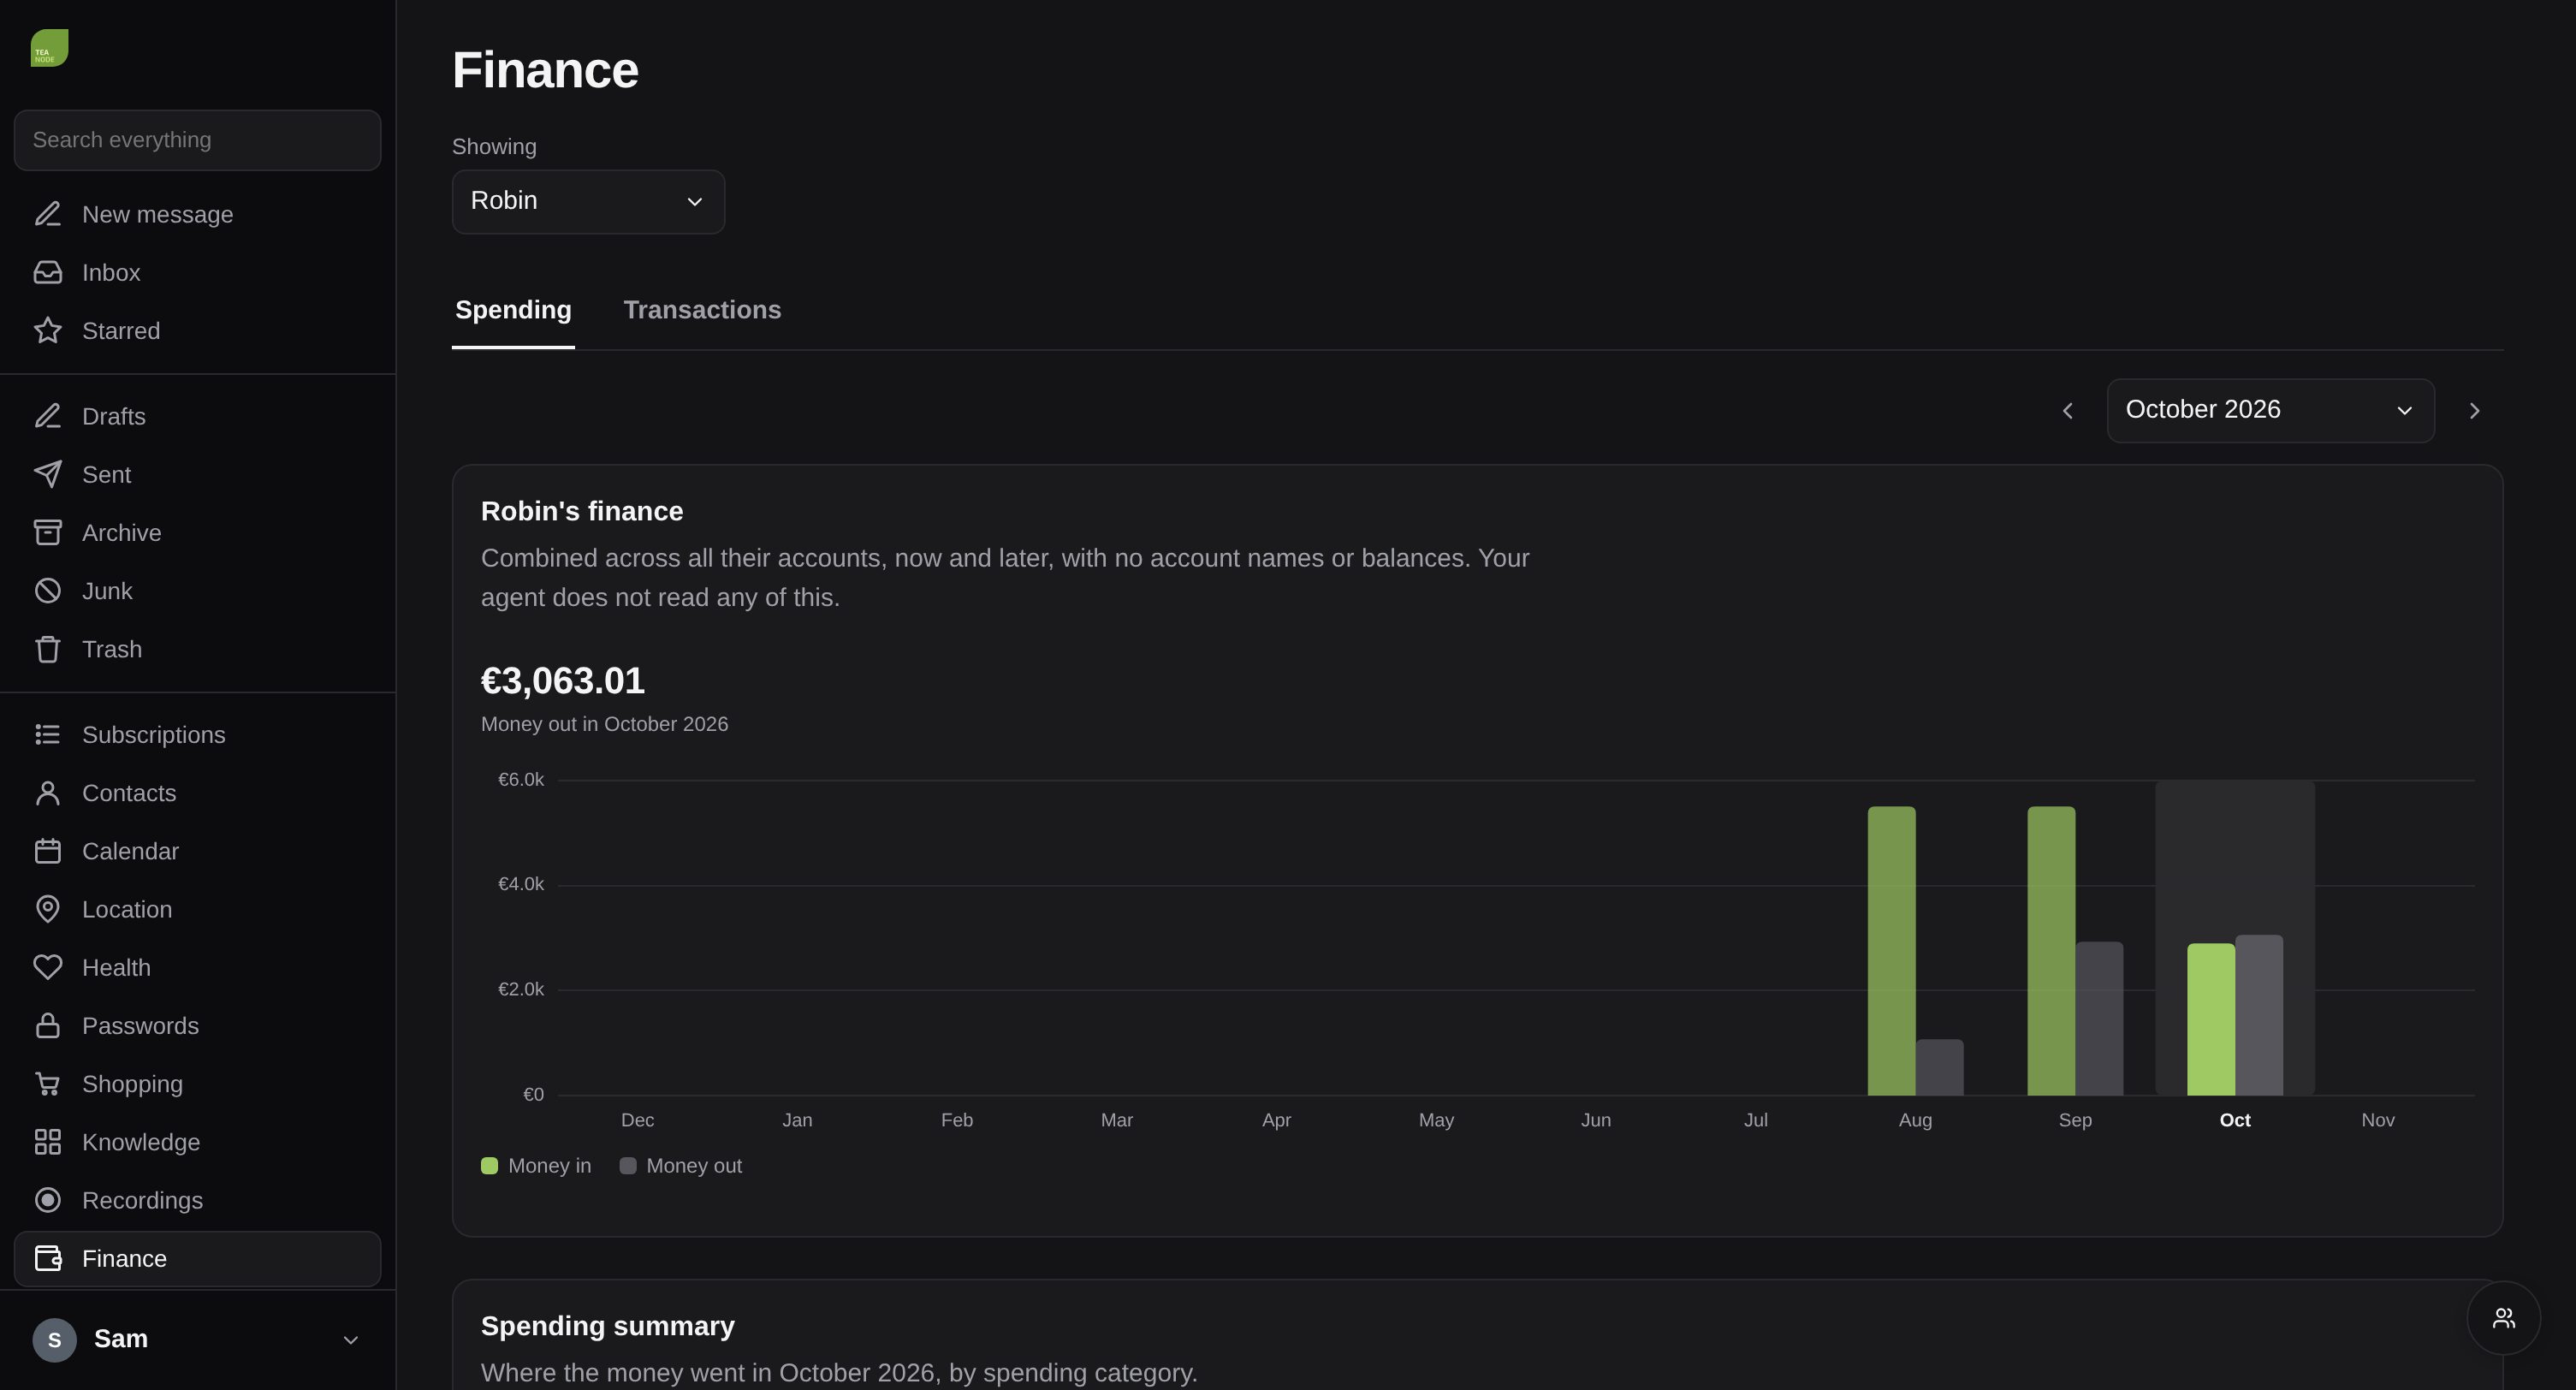 TEA
NODE
Search everything
New message
Inbox
Starred
Drafts
Sent
Archive
Junk
Trash
Subscriptions
Contacts
Calendar
Location
Health
Passwords
Shopping
Knowledge
Recordings
Finance
S Sam
Finance
Showing
Robin
Spending Transactions
October 2026
Robin's finance
Combined across all their accounts, now and later, with no account names or balances. Your
agent does not read any of this.
€3,063.01
Money out in October 2026
€6.0k
€4.0k
€2.0k
€0
Dec Jan Feb Mar Apr May Jun Jul Aug Sep Oct Nov
Money in Money out
Spending summary
Where the money went in October 2026, by spending category.